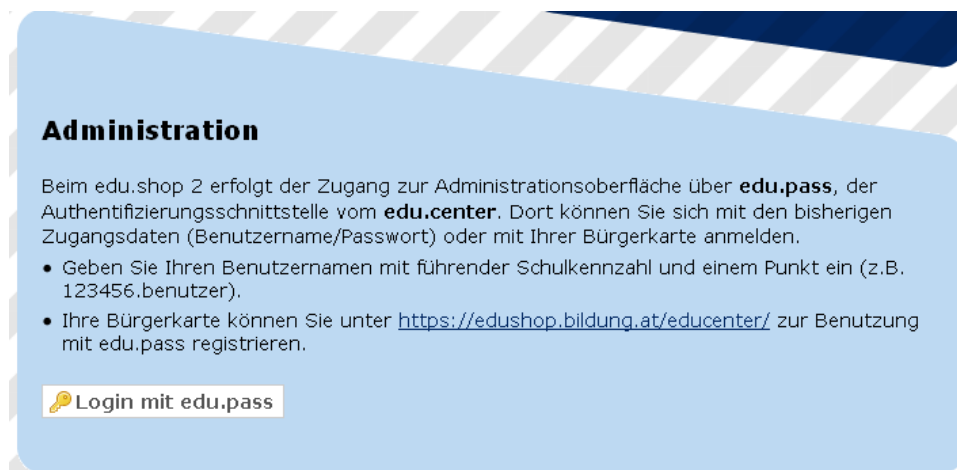 Administration
Beim edu.shop 2 erfolgt der Zugang zur Administrationsoberfläche über edu.pass, der
Authentifizierungsschnittstelle vom edu.center. Dort können Sie sich mit den bisherigen
Zugangsdaten (Benutzername/Passwort) oder mit Ihrer Bürgerkarte anmelden.
• Geben Sie Ihren Benutzernamen mit führender Schulkennzahl und einem Punkt ein (z.B.
123456.benutzer).
• Ihre Bürgerkarte können Sie unter https://edushop.bildung.at/educenter/ zur Benutzung
mit edu.pass registrieren.
Login mit edu.pass